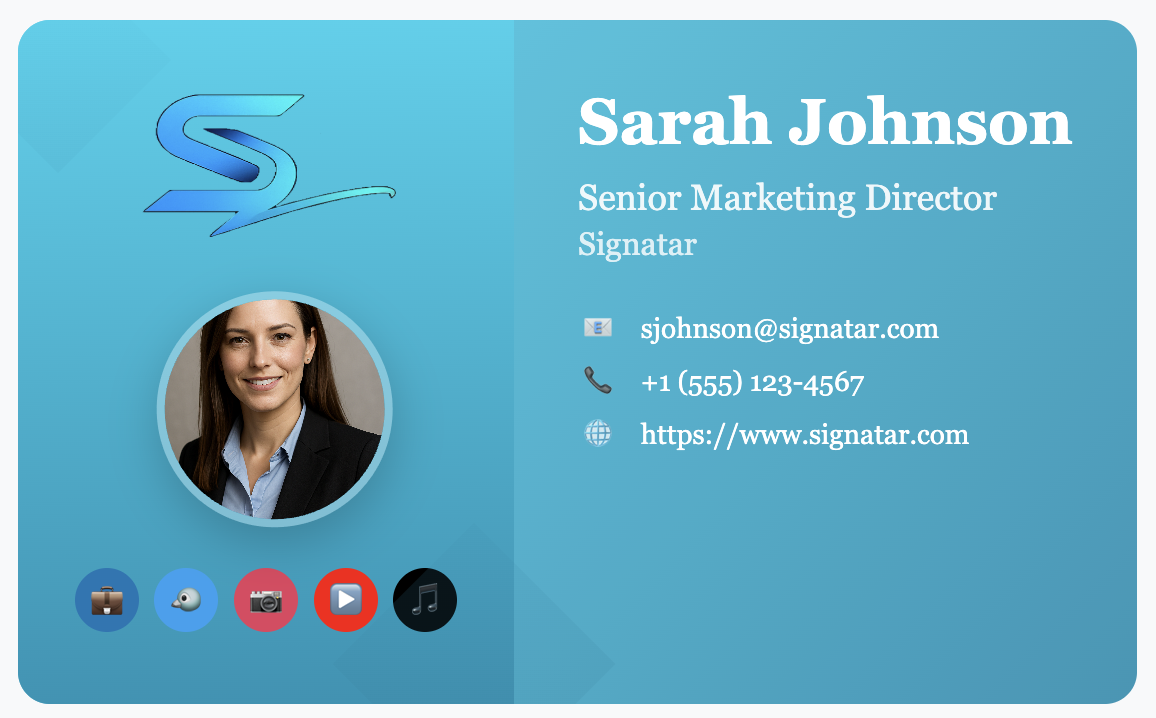 Sarah Johnson
Senior Marketing Director
Signatar
sjohnson@signatar.com
+1 (555) 123-4567
https://www.signatar.com